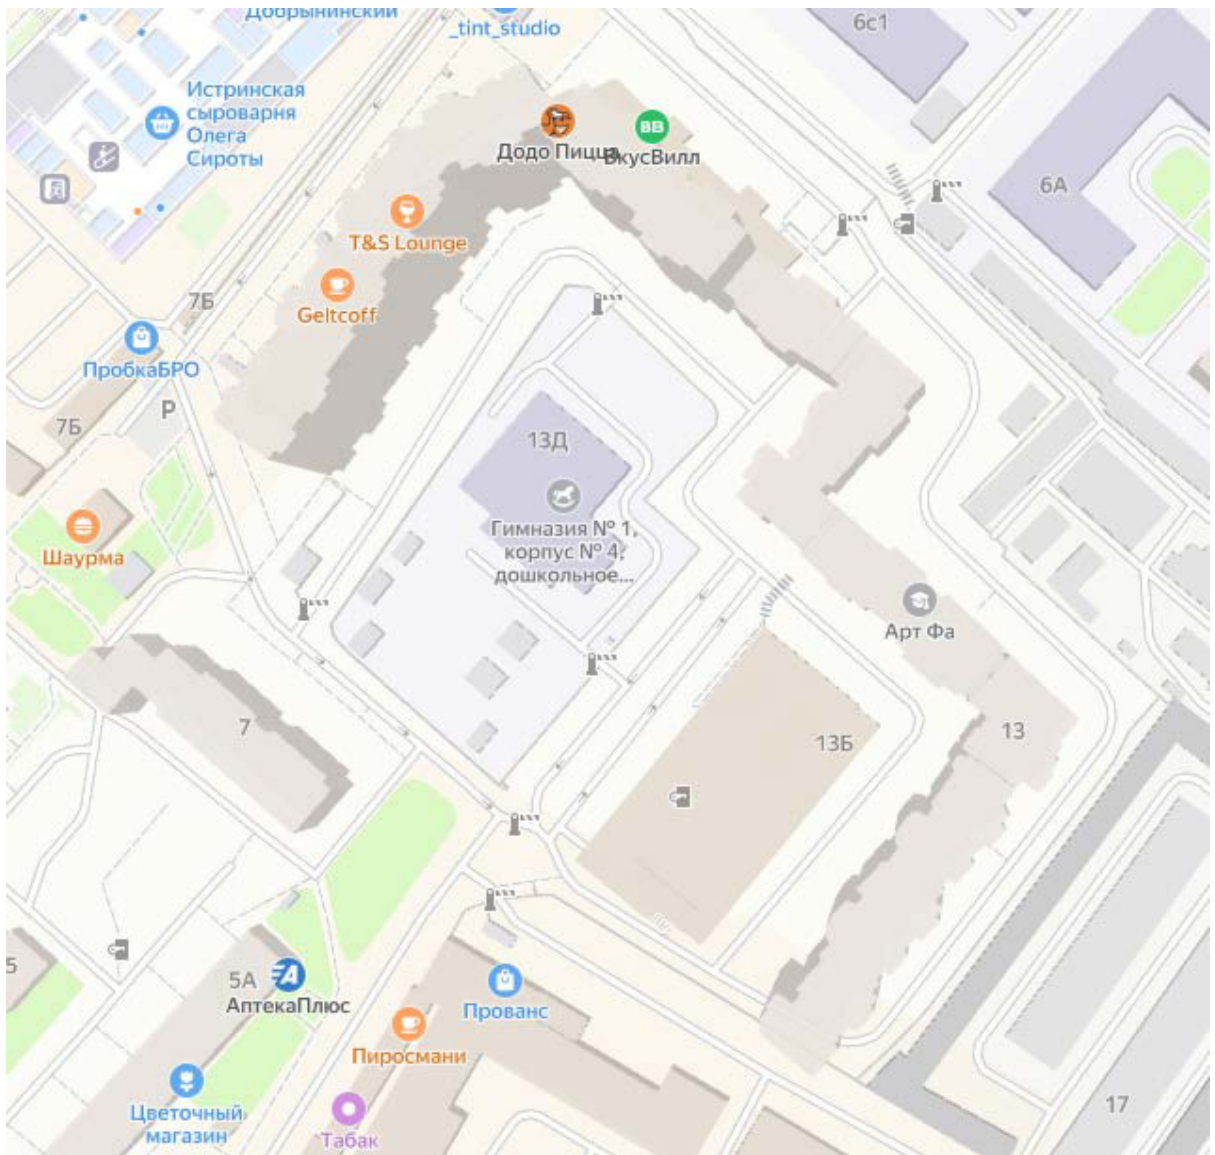 Добрынинский
_tint_studio
6с1
Истринская
сыроварня
Олега
Сироты
Додо Пицца
ВВ
ВкусВилл
6А
T&S Lounge
7Б
Geltcoff
ПробкаБРО
P
7Б
13Д
Гимназия № 1,
корпус № 4,
дошкольное...
Шаурма
Арт Фа
7
13Б
13
5
5А
АптекаПлюс
Прованс
Пиросмани
Цветочный
магазин
Табак
17